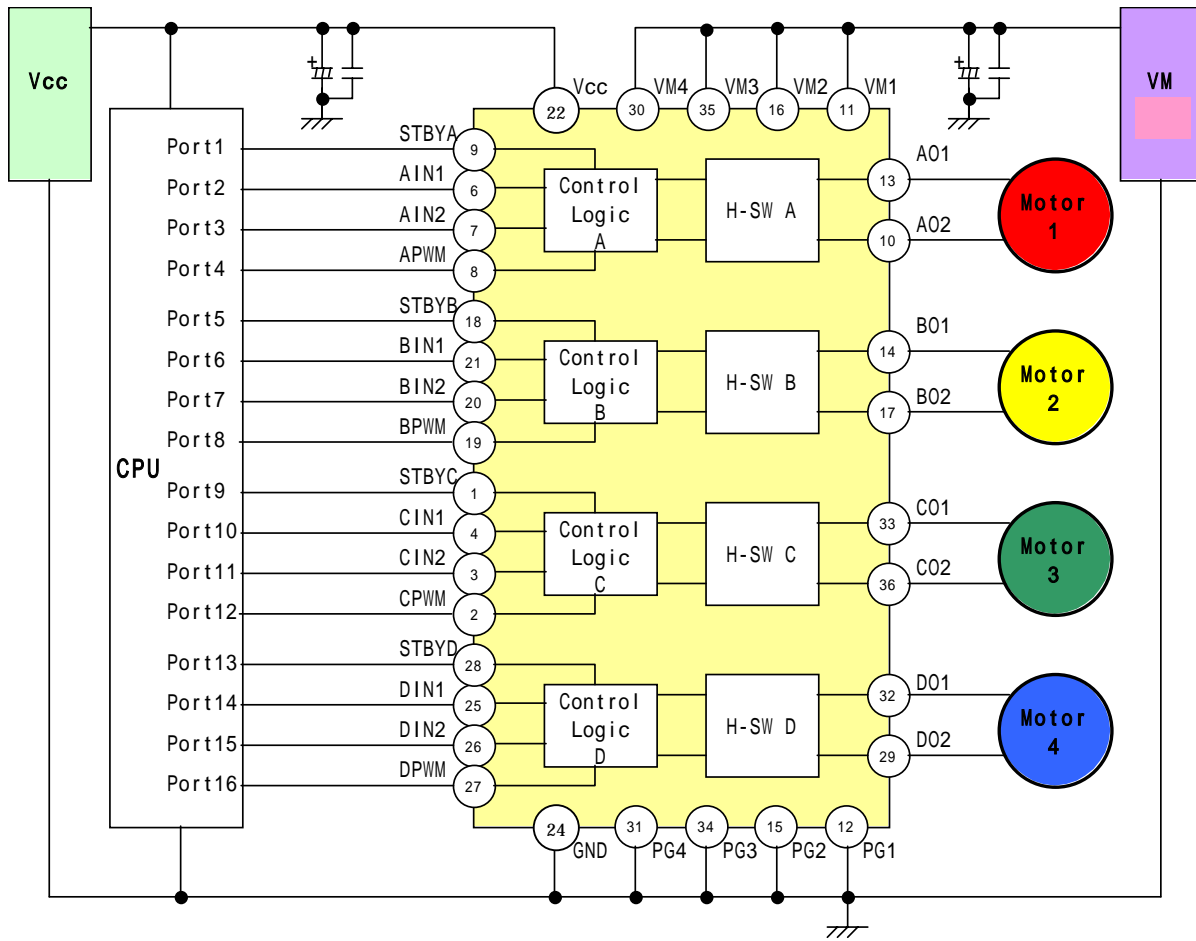 Vcc
VM
Vcc
VM4
VM3
VM2
VM1
22
30
35
16
11
CPU
Port1
STBYA
9
Port2
AIN1
6
Port3
AIN2
7
Port4
APWM
8
Control
Logic
A
H-SW A
13
AO1
10
AO2
Motor
1
Port5
STBYB
18
Port6
BIN1
21
Port7
BIN2
20
Port8
BPWM
19
Control
Logic
B
H-SW B
14
BO1
17
BO2
Motor
2
Port9
STBYC
1
Port10
CIN1
4
Port11
CIN2
3
Port12
CPWM
2
Control
Logic
C
H-SW C
33
CO1
36
CO2
Motor
3
Port13
STBYD
28
Port14
DIN1
25
Port15
DIN2
26
Port16
DPWM
27
Control
Logic
D
H-SW D
32
DO1
29
DO2
Motor
4
24
31
34
15
12
GND
PG4
PG3
PG2
PG1